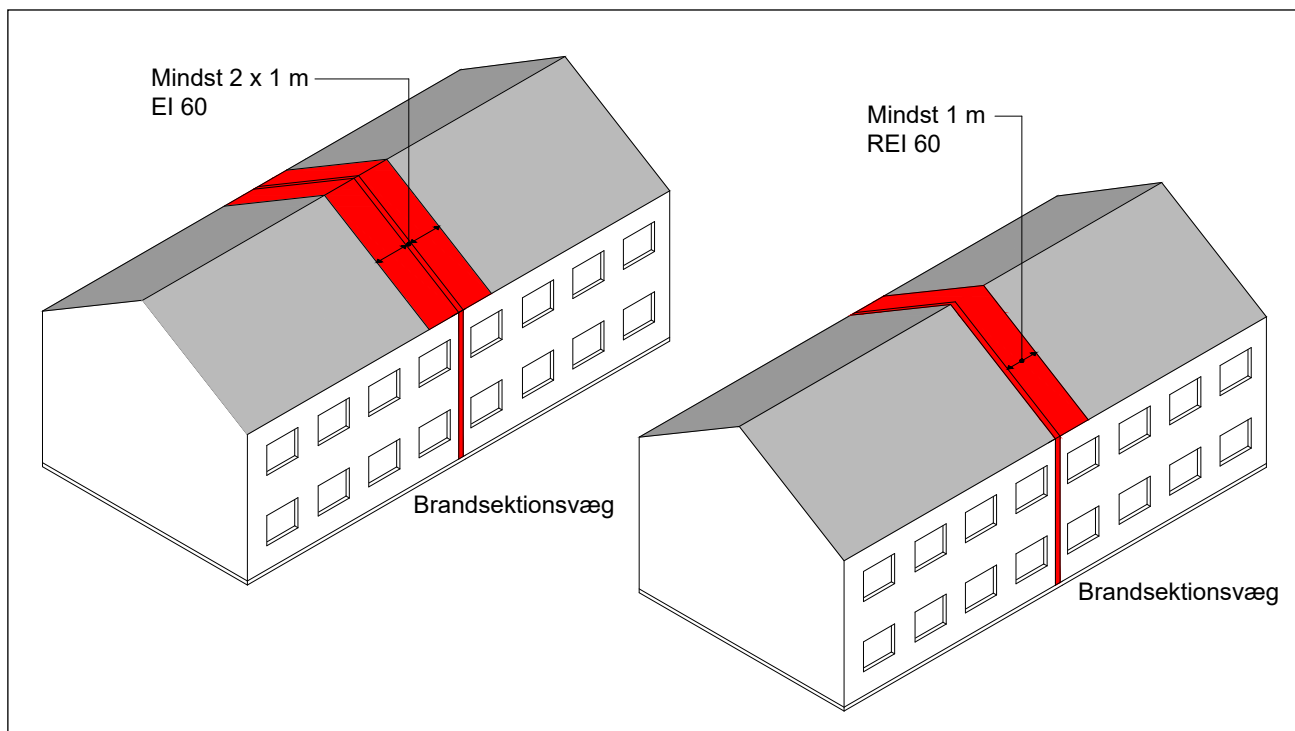 Mindst 2 x 1 m
EI 60
Mindst 1 m
REI 60
Brandsektionsvæg
Brandsektionsvæg